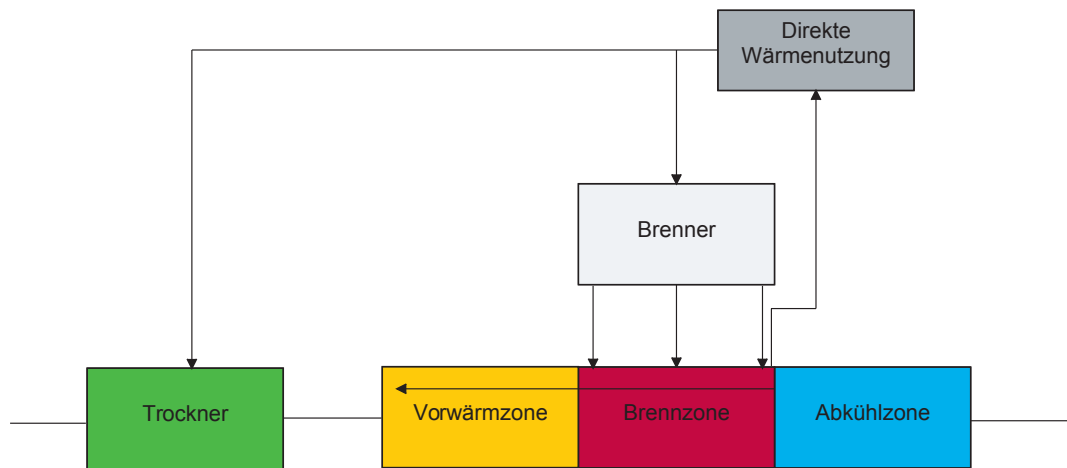 Direkte
Wärmenutzung
Brenner
Trockner
Vorwärmzone
Brennzone
Abkühlzone